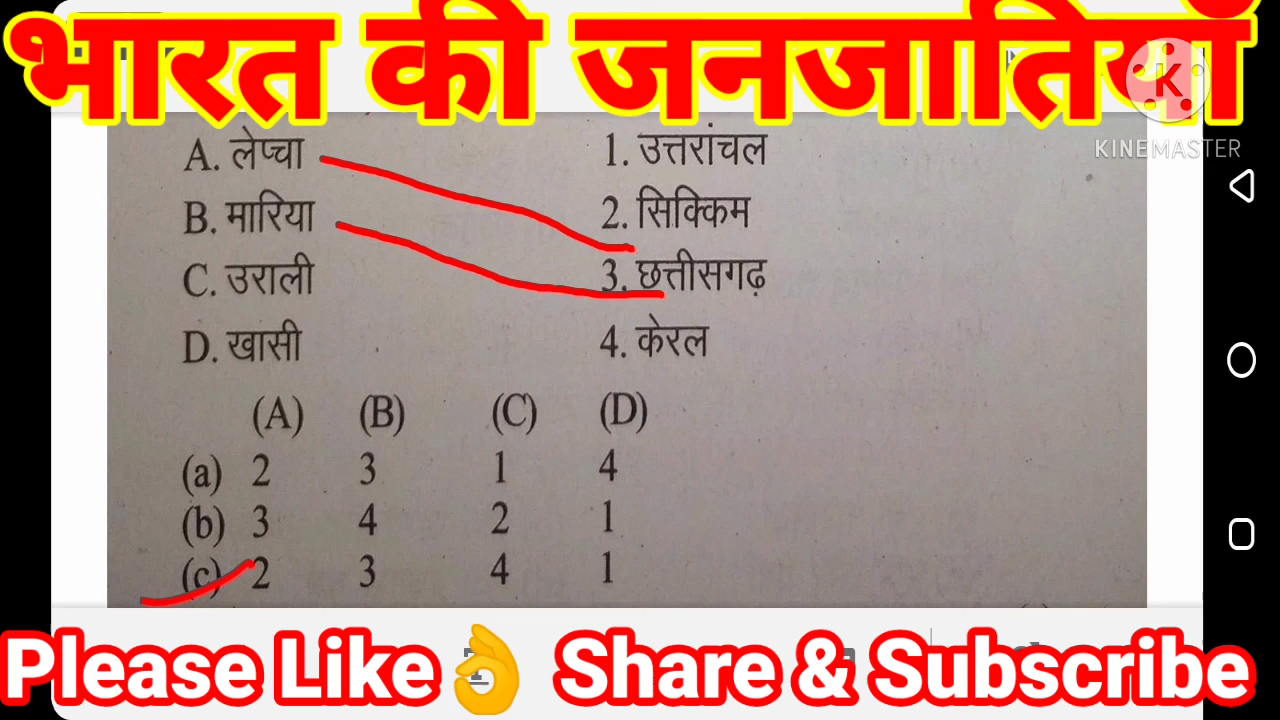 भारत की जनजातियाँ
K
KINEMASTER
A. लेप्चा 1. उत्तरांचल
B. मारिया 2. सिक्किम
C. उराली 3. छत्तीसगढ़
D. खासी 4. केरल
(A) (B) (C) (D)
(a) 2 3 1 4
(b) 3 4 2 1
(c) 2 3 4 1
Please Like👌 Share & Subscribe